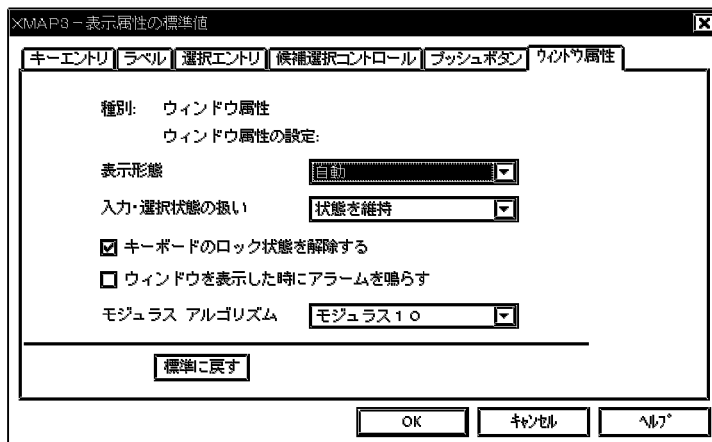 XMAP3－表示属性の標準値
キーエントリ ラベル 選択エントリ 候補選択コントロール プッシュボタン ｳｨﾝﾄﾞｳ属性
種別: ウィンドウ属性
ウィンドウ属性の設定:
表示形態 自動
入力・選択状態の扱い 状態を維持
キーボードのロック状態を解除する
ウィンドウを表示した時にアラームを鳴らす
モジュラス アルゴリズム モジュラス１０
標準に戻す
OK ｷｬﾝｾﾙ ﾍﾙﾌﾟ